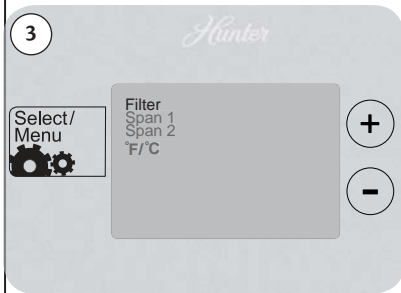 3
Hunter
Select/
Menu
Filter
Span 1
Span 2
°F/°C
+
-